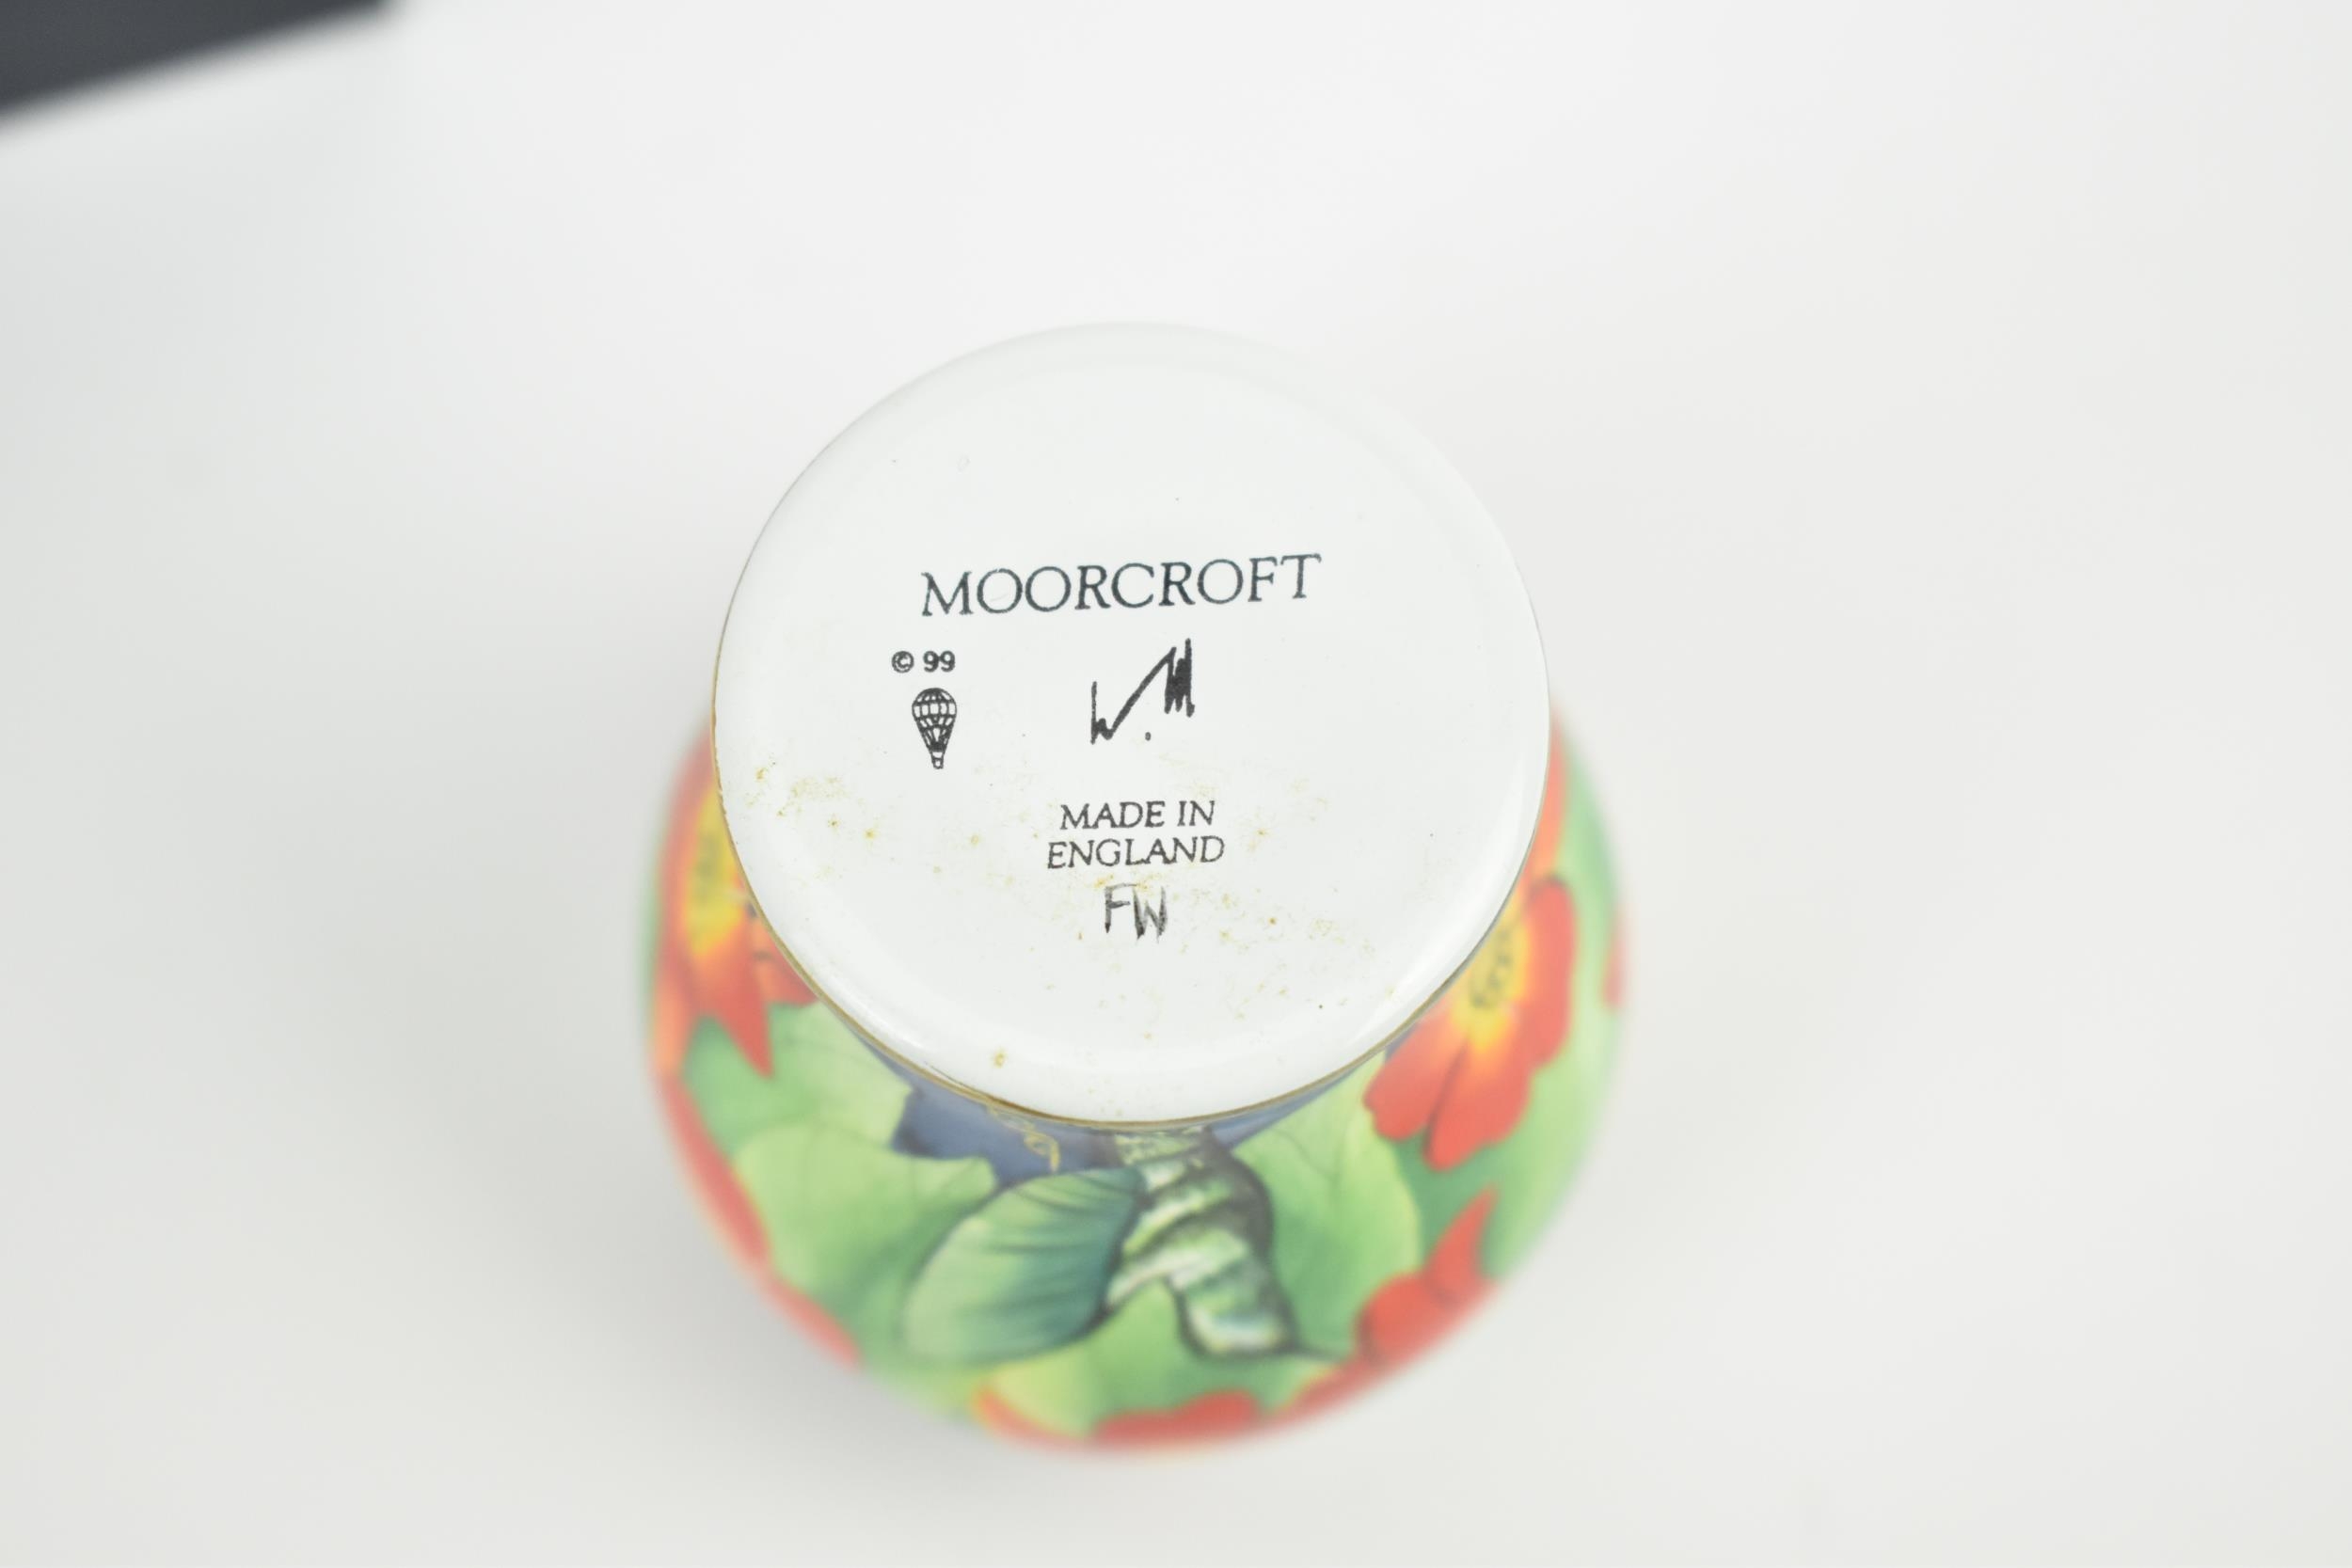 MOORCROFT
© 99
W.M
MADE IN
ENGLAND
FW